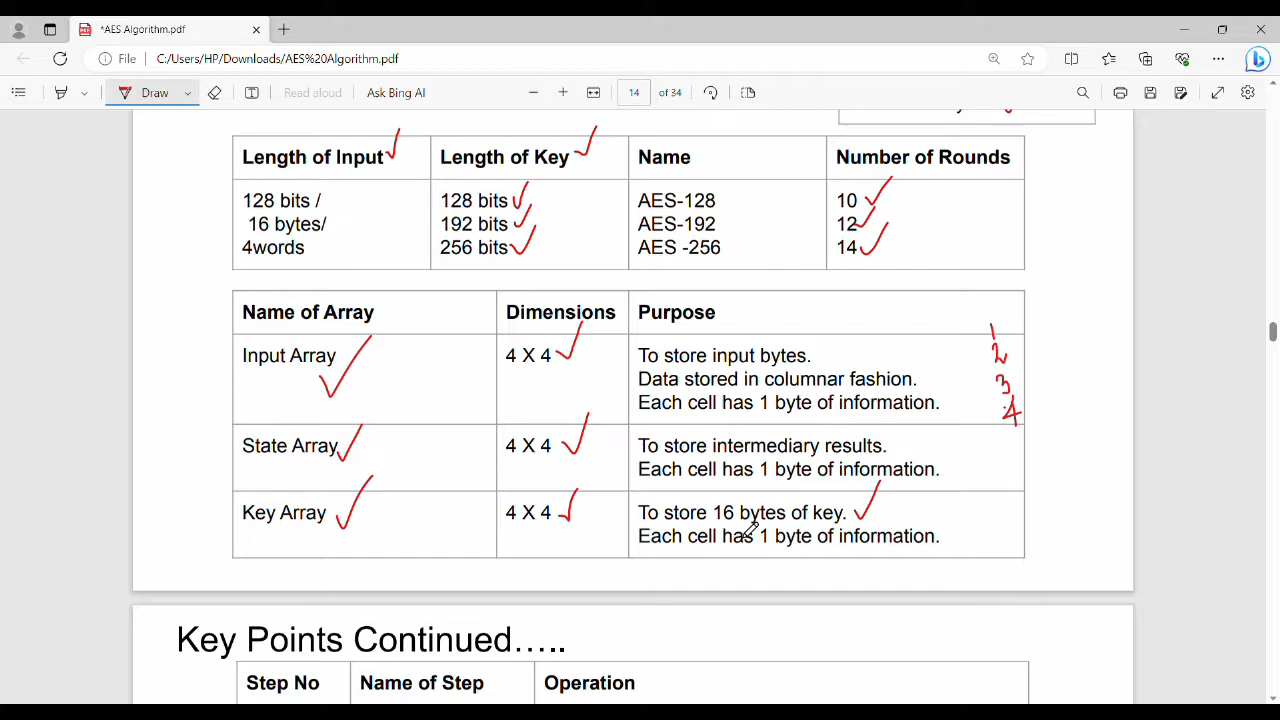 *AES Algorithm.pdf
File C:/Users/HP/Downloads/AES%20Algorithm.pdf
Draw Read aloud Ask Bing AI 14 of 34
Length of Input Length of Key Name Number of Rounds
128 bits / 128 bits AES-128 10
16 bytes/ 192 bits AES-192 12
4words 256 bits AES -256 14
Name of Array Dimensions Purpose
Input Array 4 X 4 To store input bytes. 1
Data stored in columnar fashion. 2
Each cell has 1 byte of information. 3
4
State Array 4 X 4 To store intermediary results.
Each cell has 1 byte of information.
Key Array 4 X 4 To store 16 bytes of key.
Each cell has 1 byte of information.
Key Points Continued…..
Step No Name of Step Operation